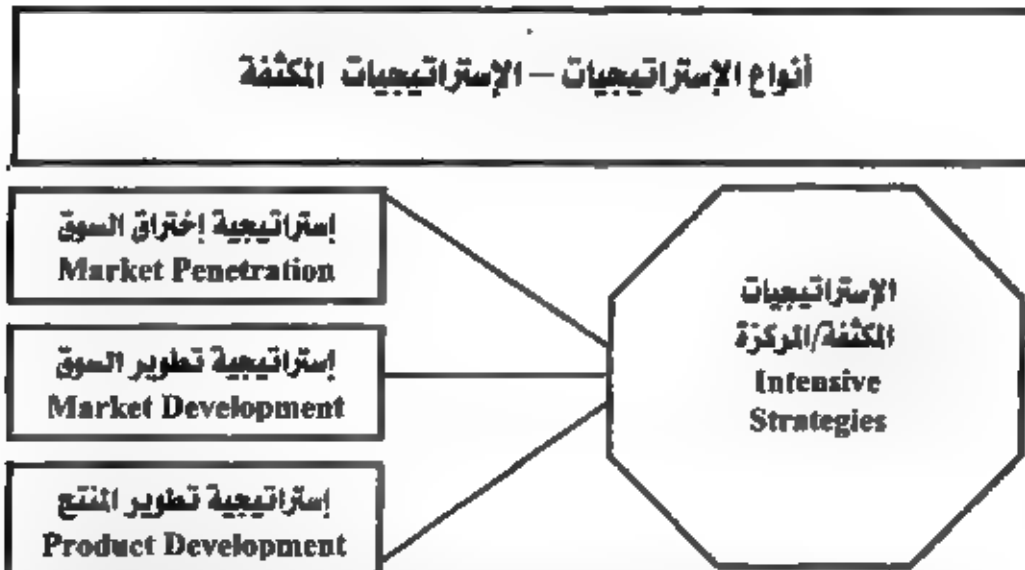 أنواع الإستراتيجيات – الإستراتيجيات المكثفة
الإستراتيجيات
المكثفة/المركزة
Intensive
Strategies
إستراتيجية إختراق السوق
Market Penetration
إستراتيجية تطوير السوق
Market Development
إستراتيجية تطوير المنتج
Product Development